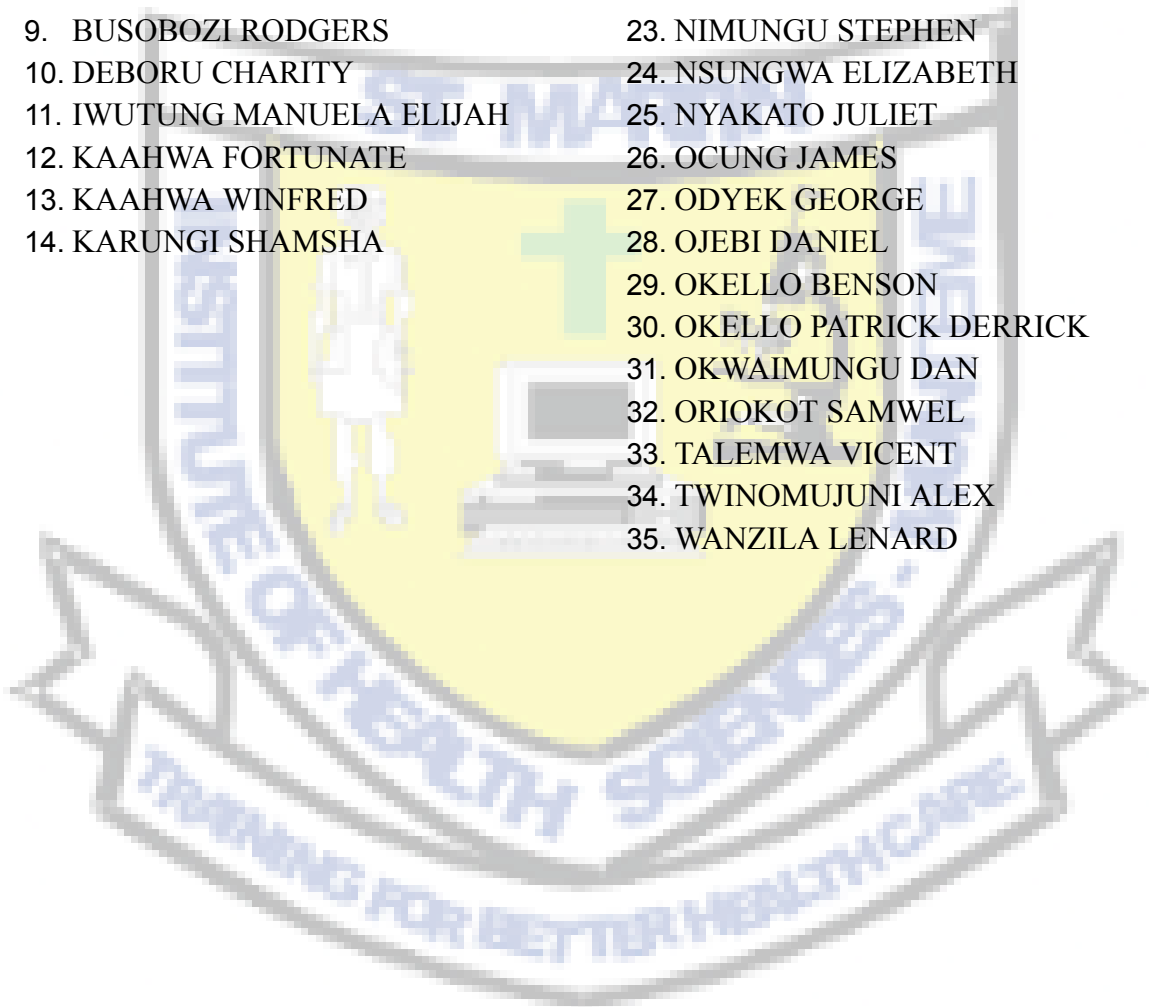 9. BUSOBOZI RODGERS
10. DEBORU CHARITY
11. IWUTUNG MANUELA ELIJAH
12. KAAHWA FORTUNATE
13. KAAHWA WINFRED
14. KARUNGI SHAMSHA
23. NIMUNGU STEPHEN
24. NSUNGWA ELIZABETH
25. NYAKATO JULIET
26. OCUNG JAMES
27. ODYEK GEORGE
28. OJEBI DANIEL
29. OKELLO BENSON
30. OKELLO PATRICK DERRICK
31. OKWAIMUNGU DAN
32. ORIOKOT SAMWEL
33. TALEMWA VICENT
34. TWINOMUJUNI ALEX
35. WANZILA LENARD
ST MARTIN
INSTITUTE OF HEALTH SCIENCES -
TRAINING FOR BETTER HEALTH CARE